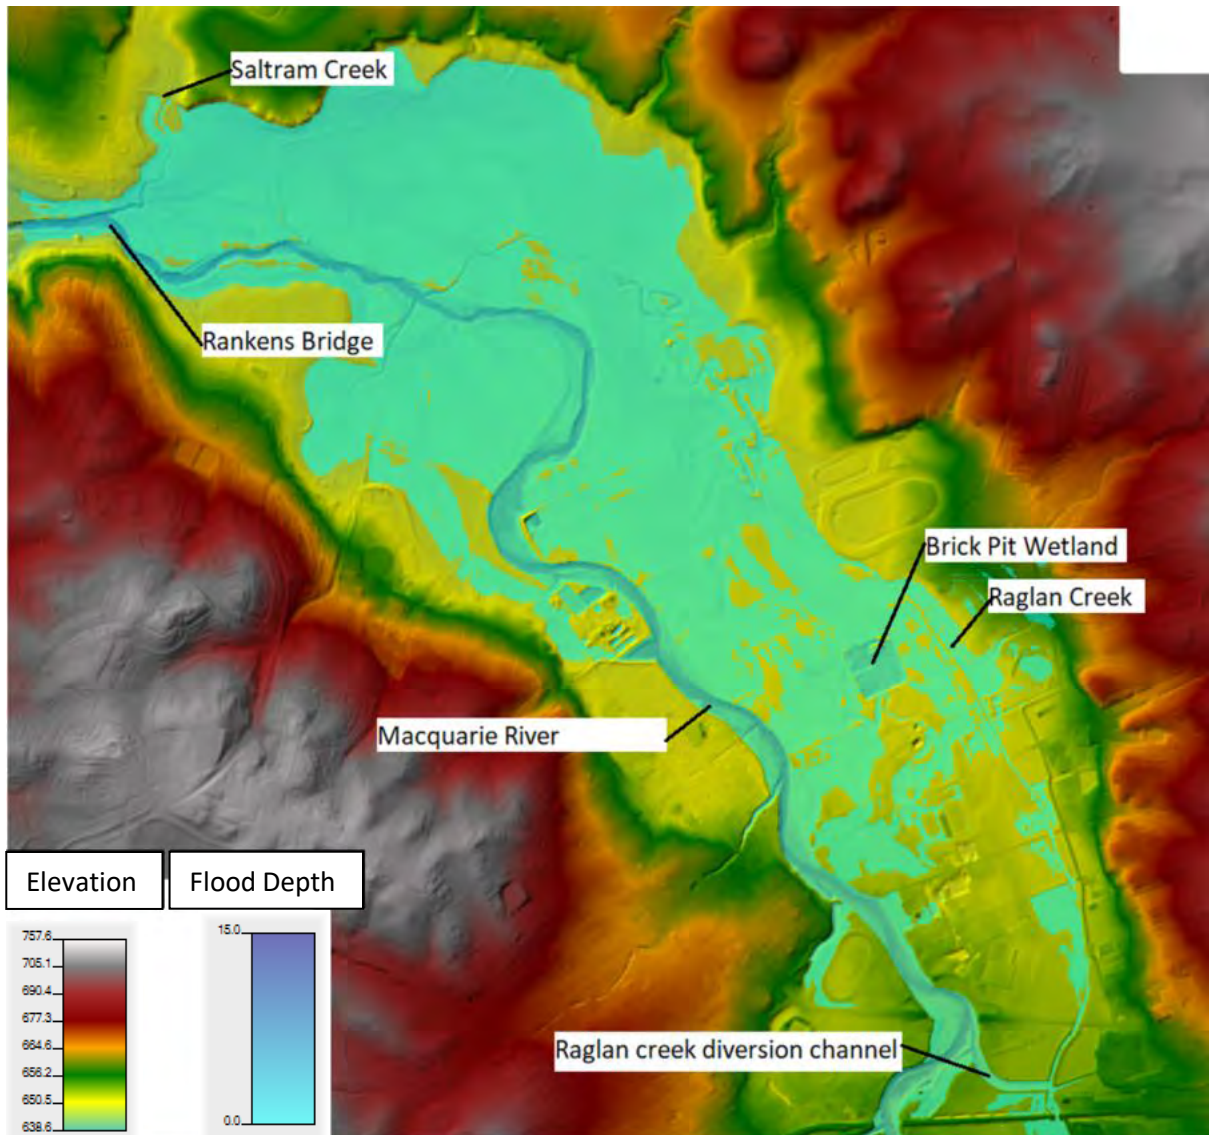 Saltram Creek
Rankens Bridge
Brick Pit Wetland
Raglan Creek
Macquarie River
Raglan creek diversion channel
Elevation
Flood Depth
757.6
705.1
690.4
677.3
664.6
656.2
650.5
638.6
15.0
0.0